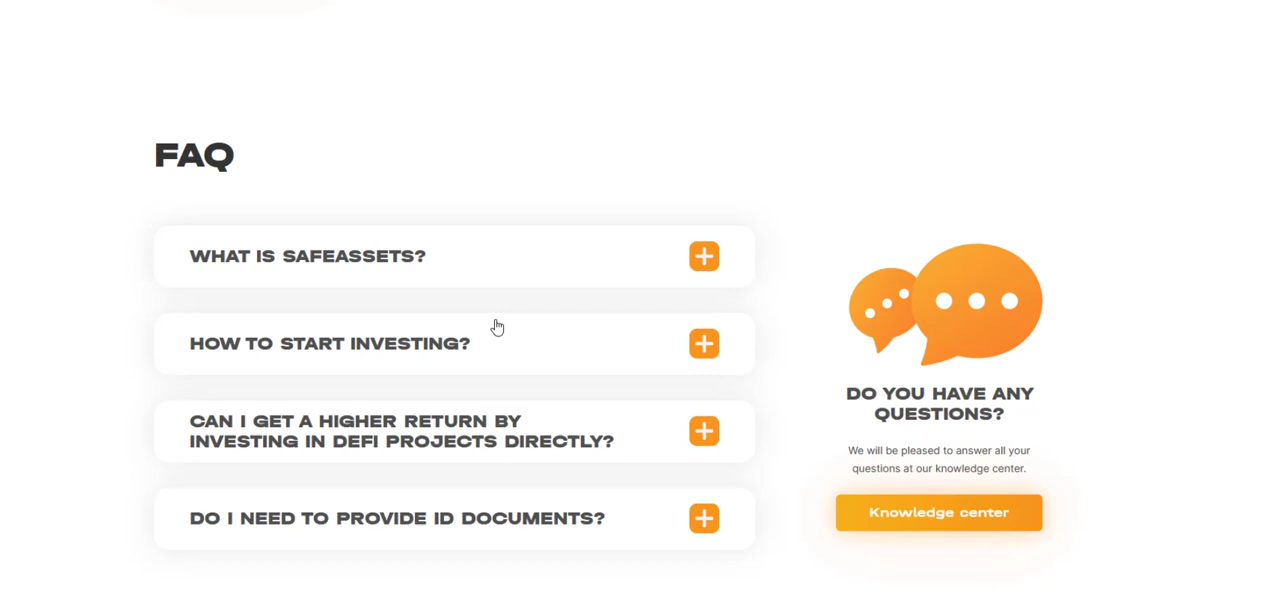 FAQ
WHAT IS SAFEASSETS?
HOW TO START INVESTING?
CAN I GET A HIGHER RETURN BY
INVESTING IN DEFI PROJECTS DIRECTLY?
DO I NEED TO PROVIDE ID DOCUMENTS?
DO YOU HAVE ANY
QUESTIONS?
We will be pleased to answer all your
questions at our knowledge center.
Knowledge center